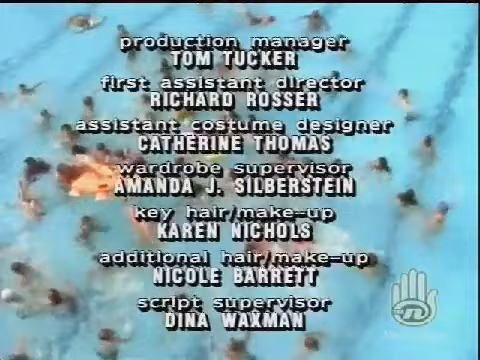 production manager
TOM TUCKER
first assistant director
RICHARD ROSSER
assistant costume designer
CATHERINE THOMAS
wardrobe supervisor
AMANDA J. SILBERSTEIN
key hair/make-up
KAREN NICHOLS
additional hair/make-up
NICOLE BARRETT
script supervisor
DINA WAXMAN
n